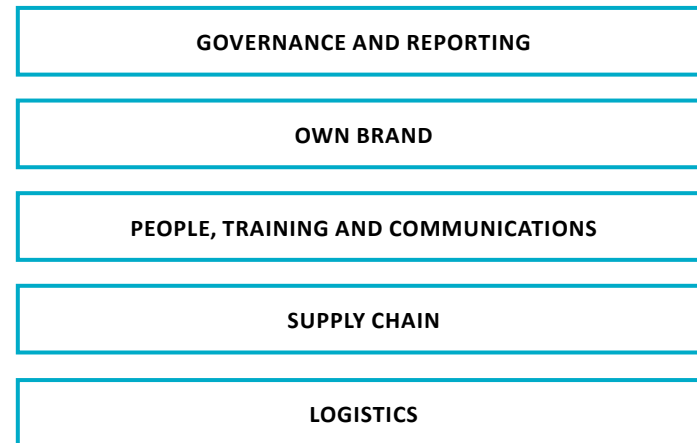 GOVERNANCE AND REPORTING
OWN BRAND
PEOPLE, TRAINING AND COMMUNICATIONS
SUPPLY CHAIN
LOGISTICS